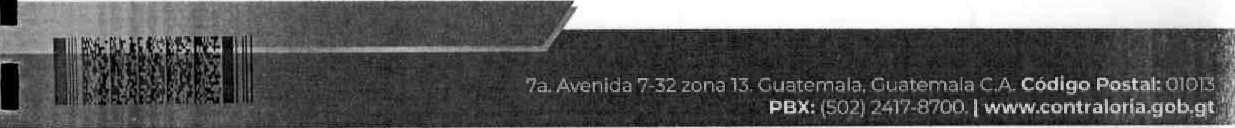 7a. Avenida 7-32 zona 13. Guatemala, Guatemala C.A. Código Postal: 01013
PBX: (502) 2417-8700. | www.contraloria.gob.gt